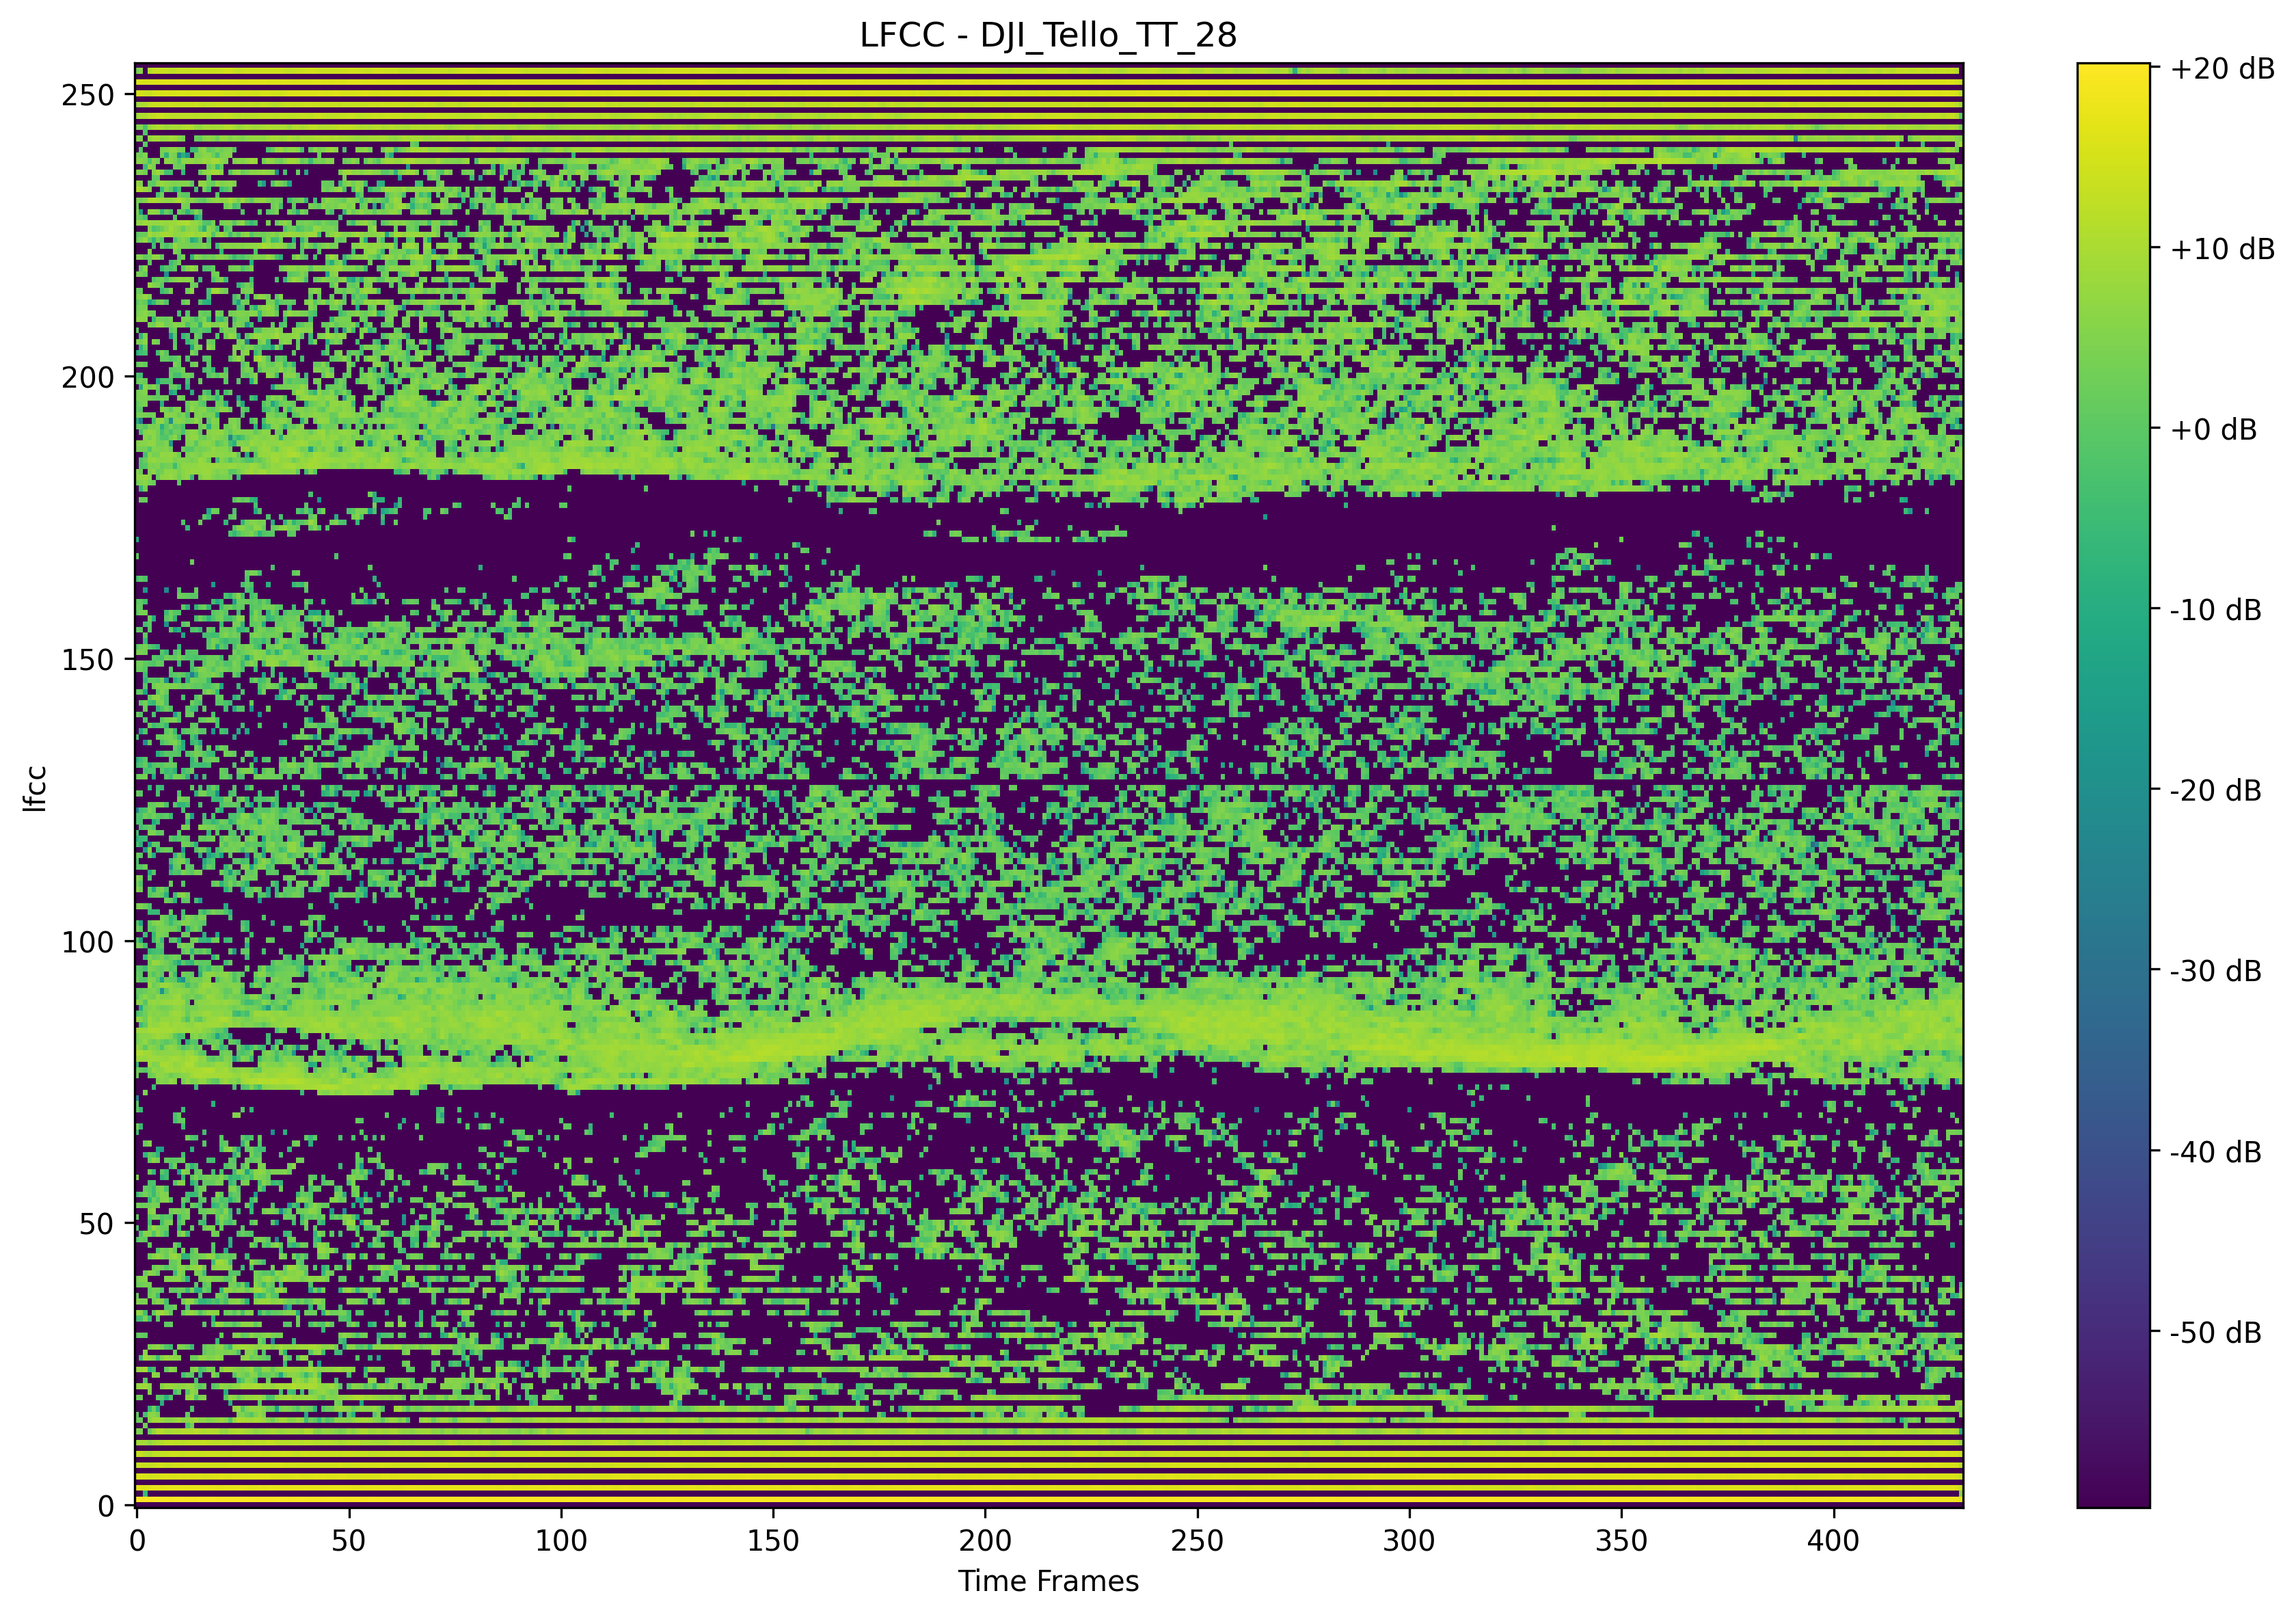 LFCC - DJI_Tello_TT_28
lfcc
250
200
150
100
50
0
0 50 100 150 200 250 300 350 400
Time Frames
+20 dB
+10 dB
+0 dB
-10 dB
-20 dB
-30 dB
-40 dB
-50 dB